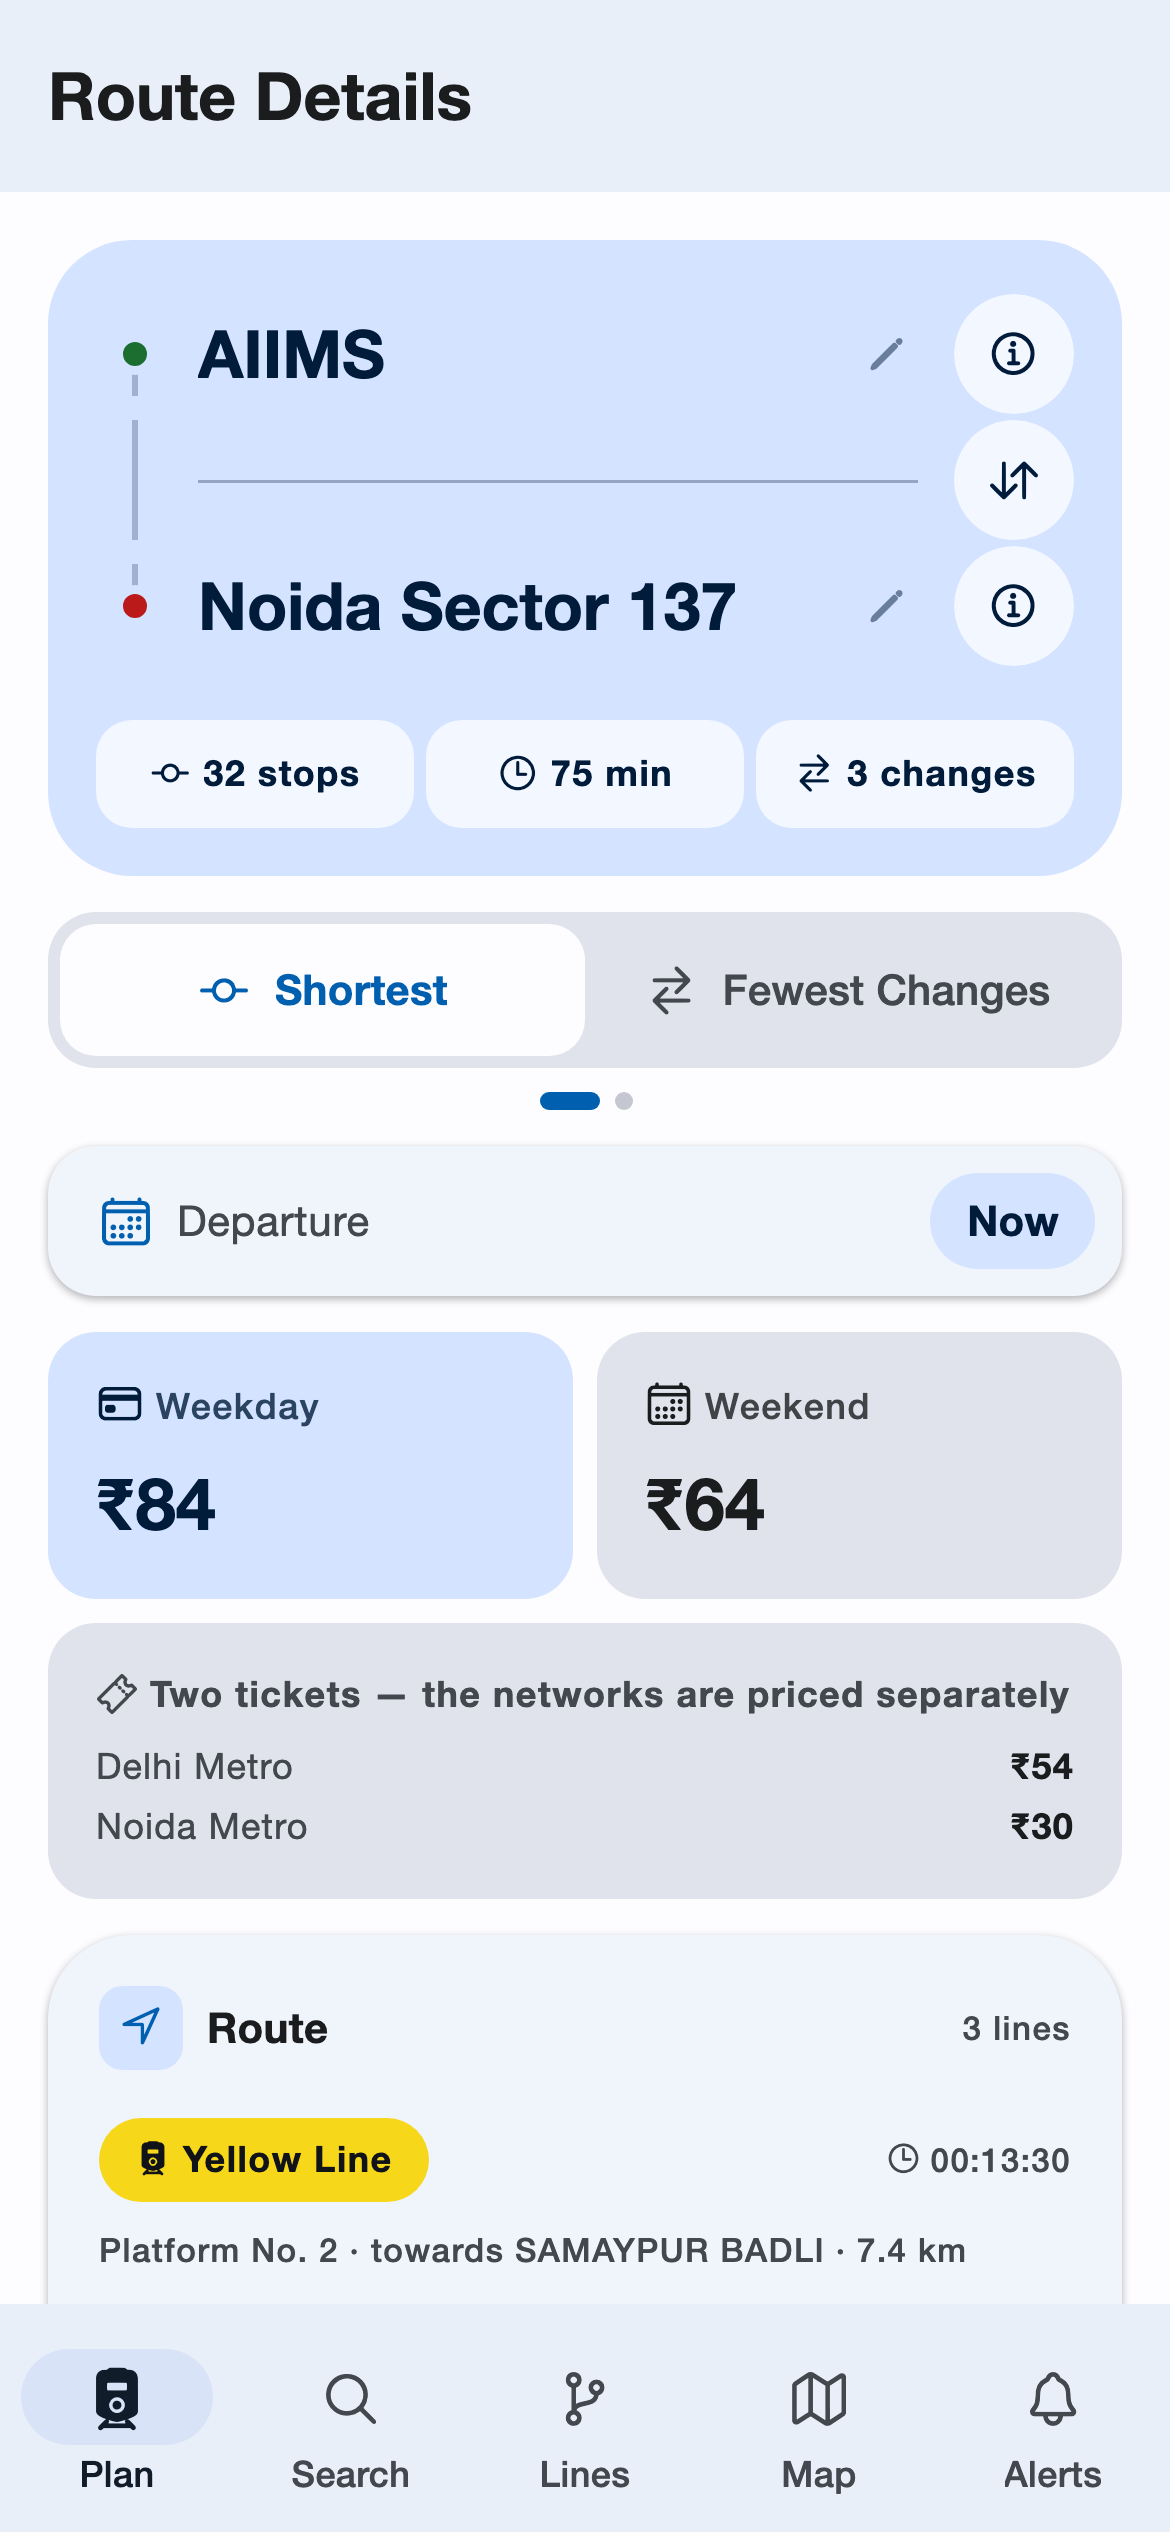 Route Details
AIIMS
Noida Sector 137
32 stops
75 min
3 changes
Shortest
Fewest Changes
Departure
Now
Weekday
Weekend
₹84
₹64
Two tickets — the networks are priced separately
Delhi Metro
₹54
Noida Metro
₹30
Route
3 lines
Yellow Line
00:13:30
Platform No. 2 · towards SAMAYPUR BADLI · 7.4 km
Plan
Search
Lines
Map
Alerts